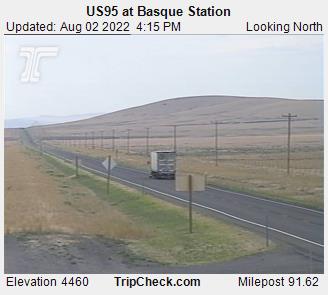 US95 at Basque Station
Updated: Aug 02 2022 4:15 PM Looking North
Elevation 4460 TripCheck.com Milepost 91.62